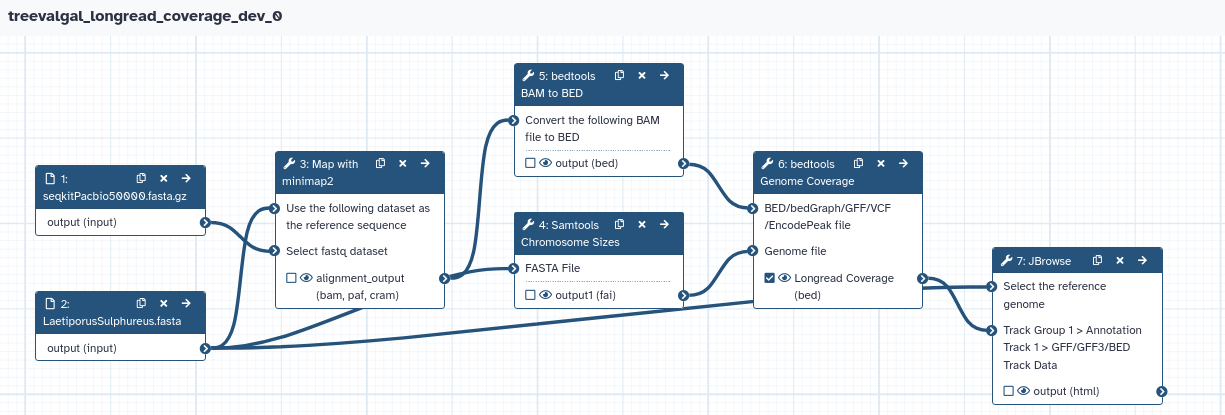 treevalgal_longread_coverage_dev_0
1:
seqkitPacbio50000.fasta.gz
output (input)
2:
LaetiporusSulphureus.fasta
output (input)
3: Map with
minimap2
Use the following dataset as
the reference sequence
Select fastq dataset
alignment_output
(bam, paf, cram)
5: bedtools
BAM to BED
Convert the following BAM
file to BED
output (bed)
4: Samtools
Chromosome Sizes
FASTA File
output1 (fai)
6: bedtools
Genome Coverage
BED/bedGraph/GFF/VCF
/EncodePeak file
Genome file
Longread Coverage
(bed)
7: JBrowse
Select the reference
genome
Track Group 1 > Annotation
Track 1 > GFF/GFF3/BED
Track Data
output (html)